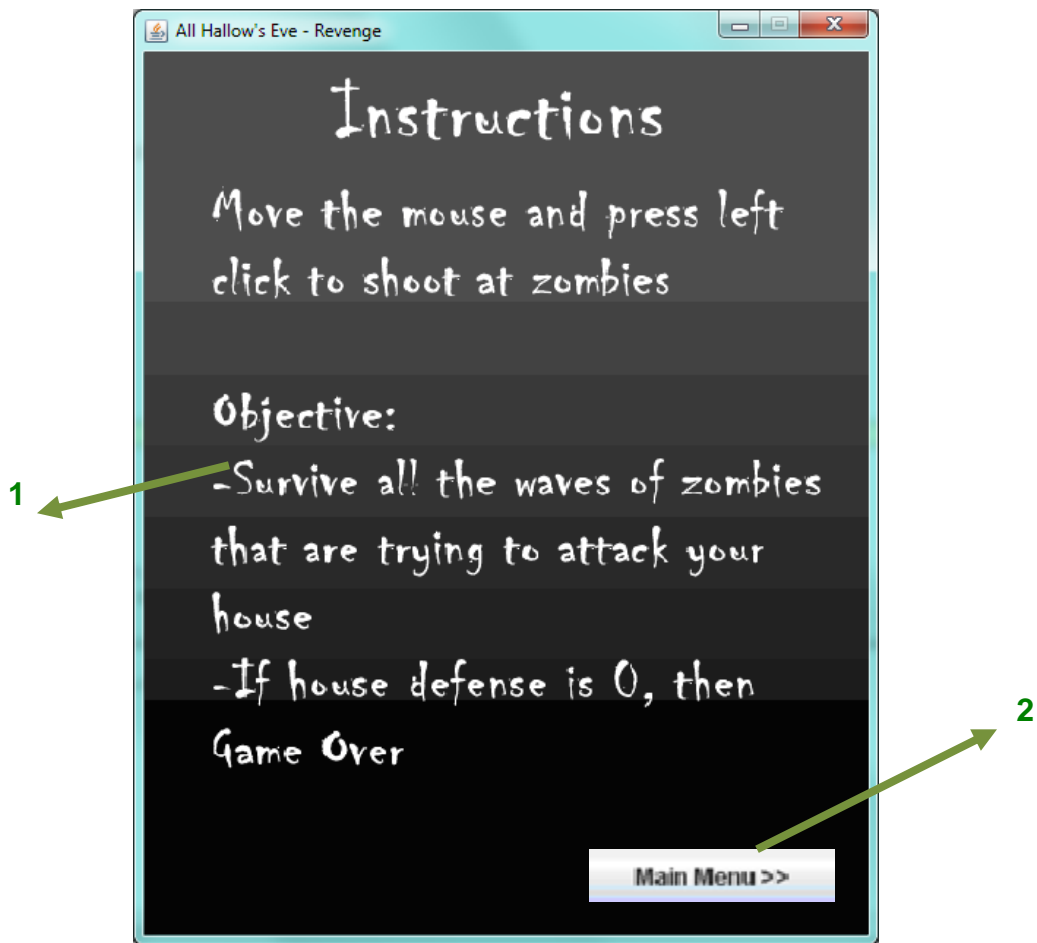 All Hallow's Eve - Revenge
Instructions
Move the mouse and press left
click to shoot at zombies
Objective:
-Survive all the waves of zombies
that are trying to attack your
house
-If house defense is 0, then
Game Over
Main Menu >>
1
2